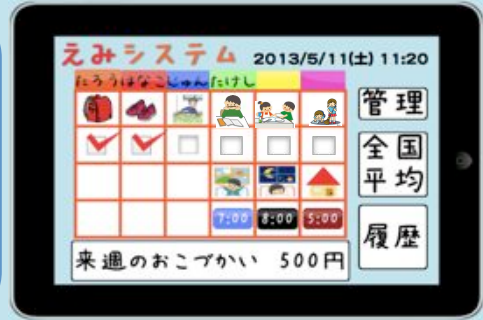 えみシステム 2013/5/11(土) 11:20
たろう はなこ じゅん たけし
管理
全国
平均
7:00 8:00 5:00
履歴
来週のおこづかい 500円